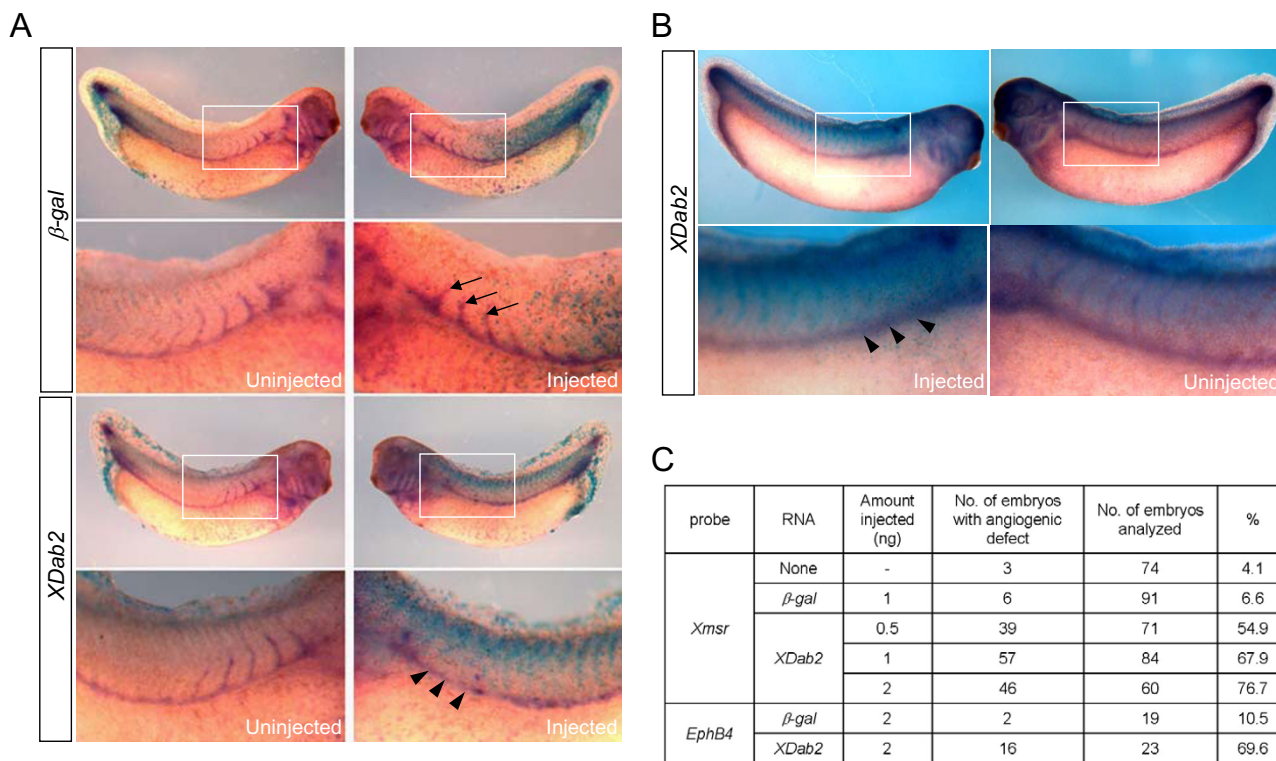 A
B
β-gal
Uninjected
Injected
XDab2
Uninjected
Injected
XDab2
Injected
Uninjected
C
probe RNA Amount injected (ng) No. of embryos with angiogenic defect No. of embryos analyzed %
Xmsr None - 3 74 4.1
β-gal 1 6 91 6.6
XDab2 0.5 39 71 54.9
1 57 84 67.9
2 46 60 76.7
EphB4 β-gal 2 2 19 10.5
XDab2 2 16 23 69.6